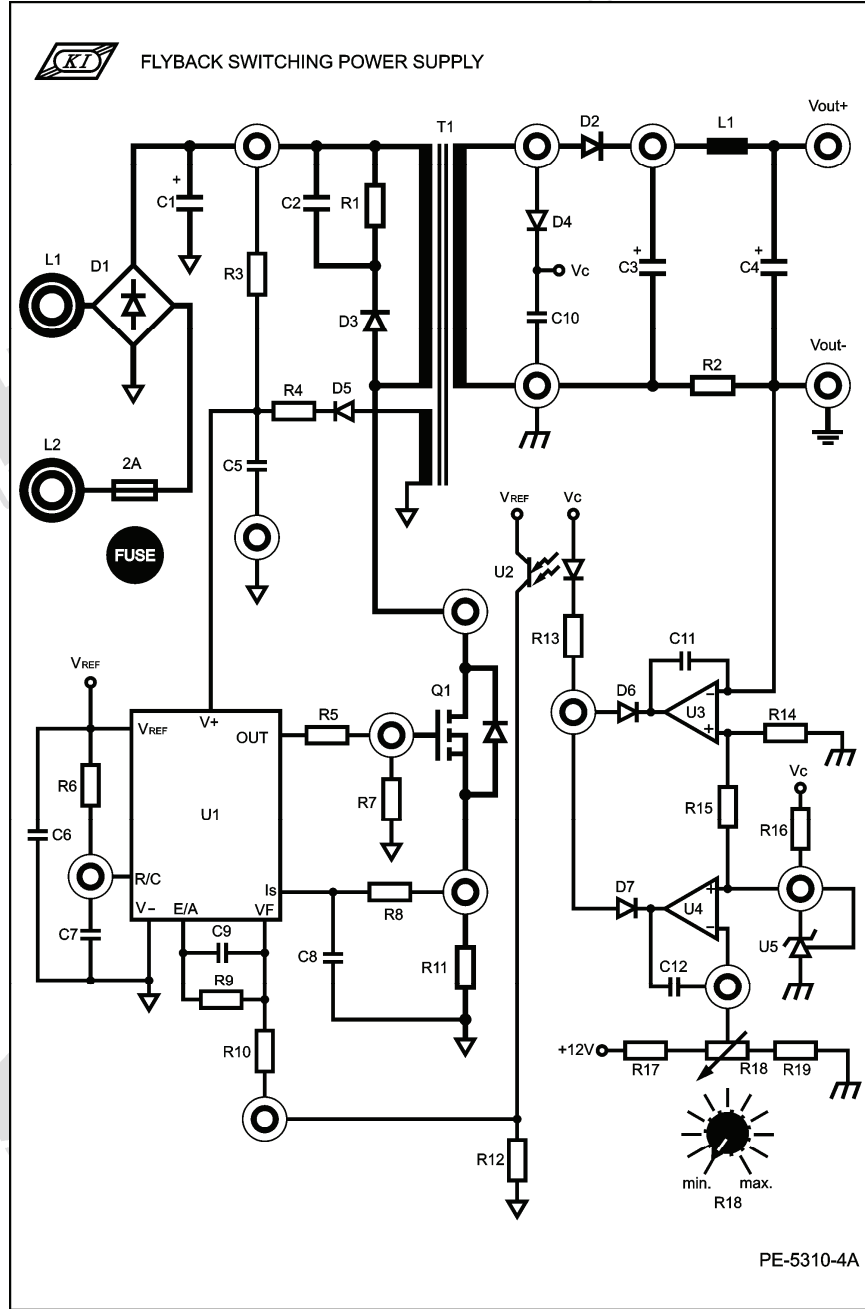 KI
FLYBACK SWITCHING POWER SUPPLY
Vout+
T1
D2
L1
+
C1
C2
R1
D4
L1
D1
R3
+
C3
+
C4
Vc
D3
C10
Vout-
R4
D5
R2
L2
2A
C5
FUSE
VREF
Vc
U2
R13
C11
VREF
Q1
D6
−
U3
+
R14
VREF
V+
OUT
R5
Vc
R6
U1
R7
R15
R16
C6
R/C
Is
R8
D7
+
U4
−
V−
E/A
VF
C7
C9
C8
R11
C12
U5
R9
R10
+12V
R17
R18
R19
R12
min.
max.
R18
PE-5310-4A